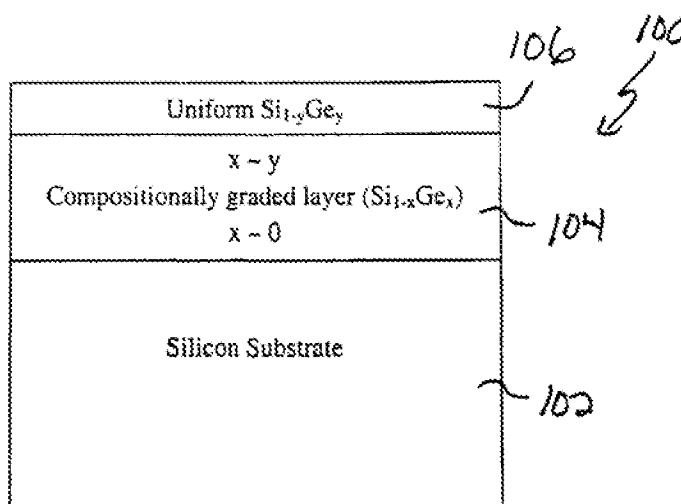 106
100
Uniform Si₁₋yGey
x ~ y
Compositionally graded layer (Si₁₋ₓGeₓ)
104
x ~ 0
Silicon Substrate
102